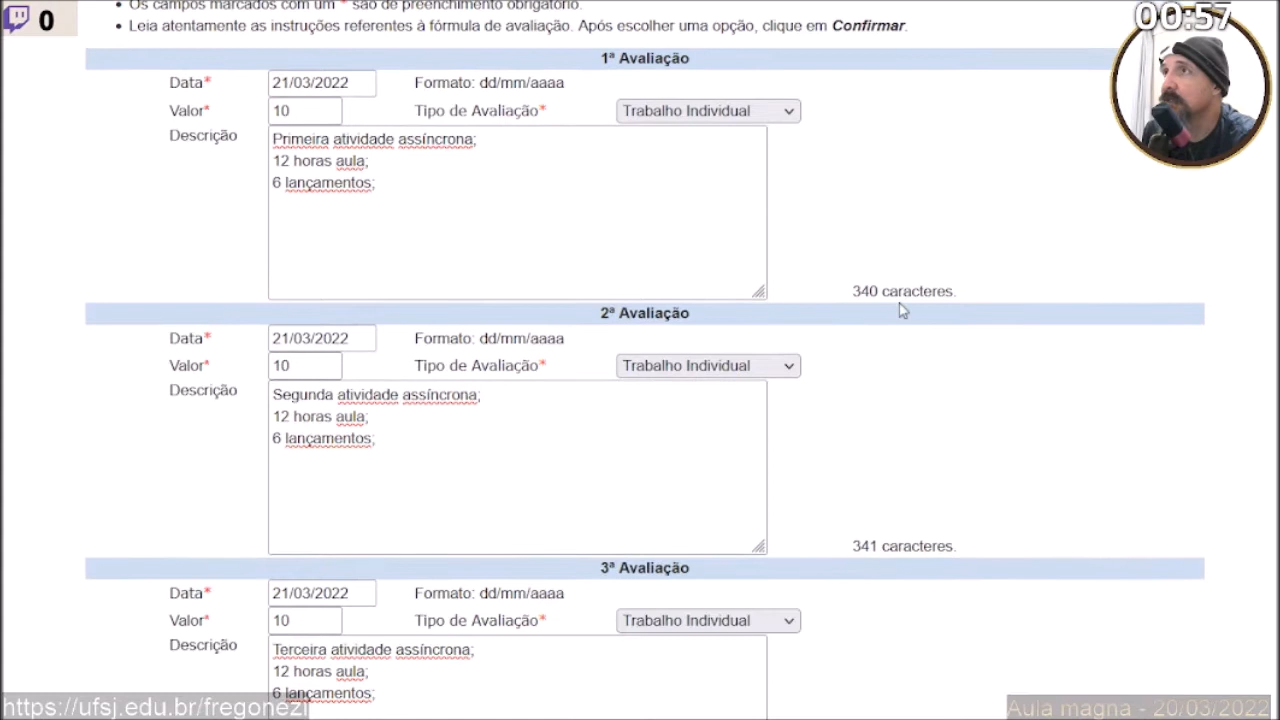 • Os campos marcados com um * são de preenchimento obrigatório.
0
00:57
• Leia atentamente as instruções referentes à fórmula de avaliação. Após escolher uma opção, clique em Confirmar.
1ª Avaliação
Data* 21/03/2022 Formato: dd/mm/aaaa
Valor* 10 Tipo de Avaliação* Trabalho Individual
Descrição Primeira atividade assíncrona;
12 horas aula;
6 lançamentos;
340 caracteres.
2ª Avaliação
Data* 21/03/2022 Formato: dd/mm/aaaa
Valor* 10 Tipo de Avaliação* Trabalho Individual
Descrição Segunda atividade assíncrona;
12 horas aula;
6 lançamentos;
341 caracteres.
3ª Avaliação
Data* 21/03/2022 Formato: dd/mm/aaaa
Valor* 10 Tipo de Avaliação* Trabalho Individual
Descrição Terceira atividade assíncrona;
12 horas aula;
6 lançamentos;
https://ufsj.edu.br/fregonezi
Aula magna - 20/03/2022